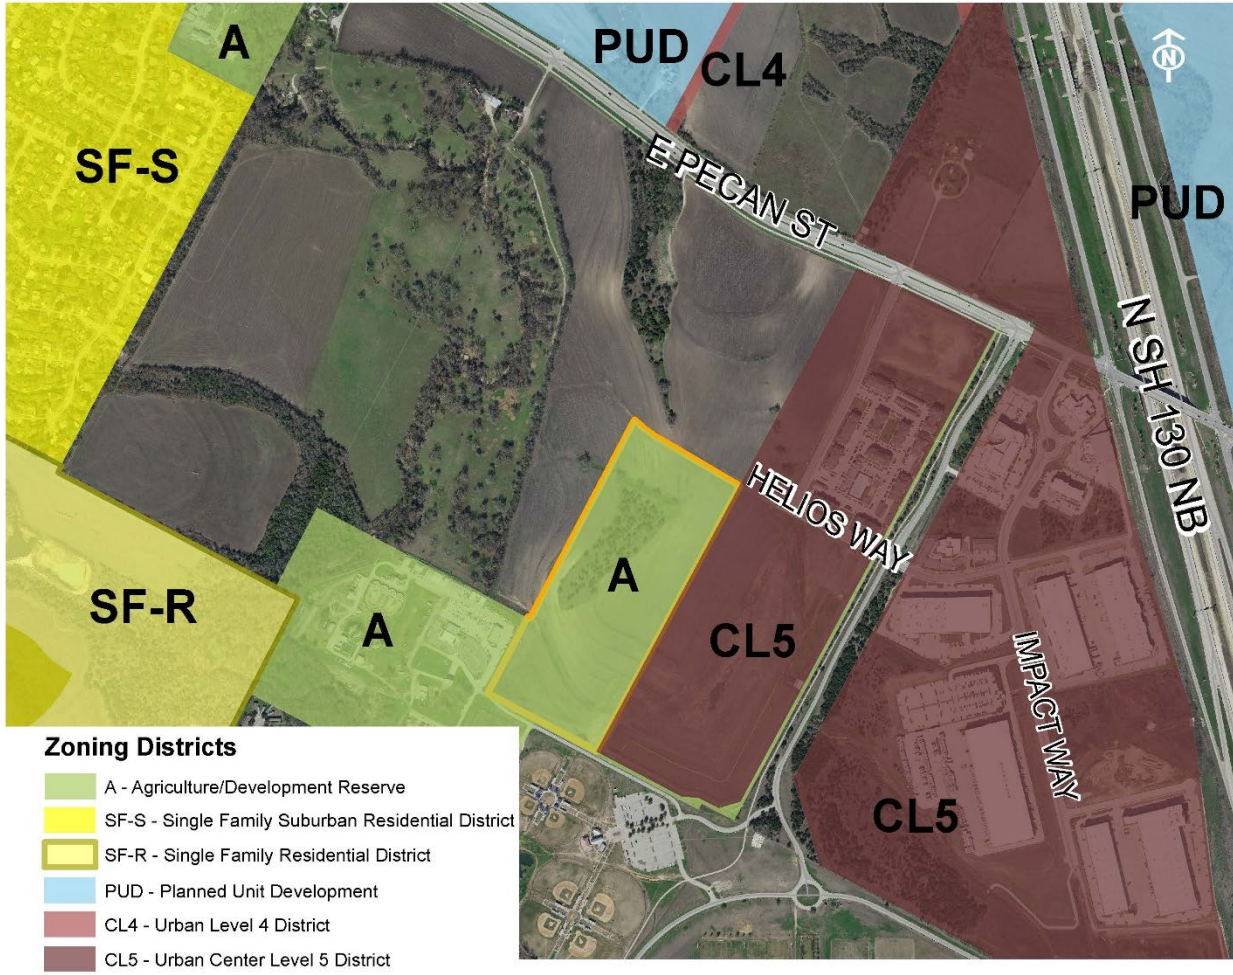 A
PUD
CL4
N
SF-S
E PECAN ST
PUD
N SH 130 NB
HELIOS WAY
A
SF-R
A
CL5
IMPACT WAY
CL5
Zoning Districts
A - Agriculture/Development Reserve
SF-S - Single Family Suburban Residential District
SF-R - Single Family Residential District
PUD - Planned Unit Development
CL4 - Urban Level 4 District
CL5 - Urban Center Level 5 District